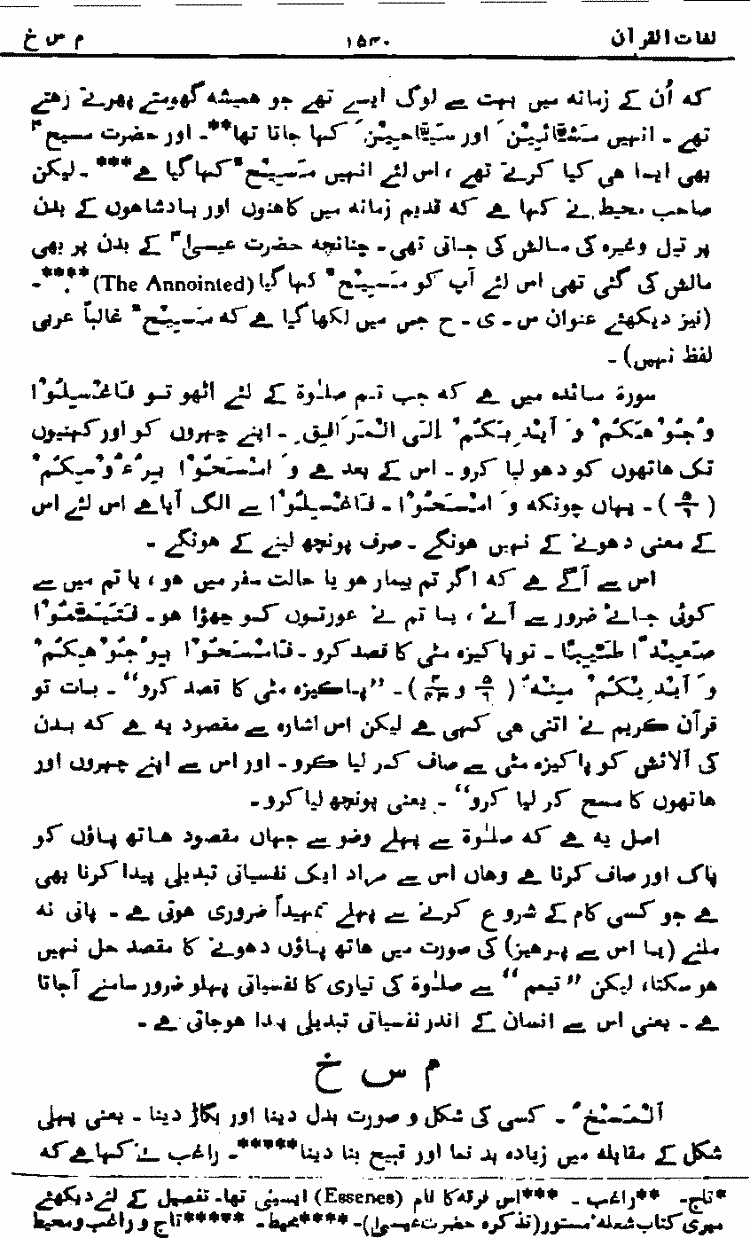 لغات القرآن ۱۵۳۰ م س خ
که اُن کے زمانہ میں بہت سے لوگ ایسے تھے جو ہمیشہ گھومتے پھرتے رہتے
تھے ۔ انہیں مَشَّائِیْنَ اور سَیَّاحِیْنَ کہا جاتا تھا**۔ اور حضرت مسیح ؑ
بھی ایسا ہی کیا کرتے تھے ، اس لئے انہیں مَسِیْحٌ کہا گیا ہے*** ۔ لیکن
صاحب محیط نے کہا ہے کہ قدیم زمانہ میں کاہنوں اور بادشاہوں کے بدن
پر تیل وغیرہ کی مالش کی جاتی تھی ۔ چنانچہ حضرت عیسیٰ ؑ کے بدن پر بھی
مالش کی گئی تھی اس لئے آپ کو مَسِیْحٌ کہا گیا (The Annointed)****۔
(نیز دیکھئے عنوان س ۔ ی ۔ ح جس میں لکھا گیا ہے کہ مَسِیْحٌ غالباً عربی
لفظ نہیں) ۔
سورۃ مائدہ میں ہے کہ جب تم صلوٰۃ کے لئے اٹھو تو فَاغْسِلُوْا
وُجُوْهَكُمْ وَ اَیْدِیَكُمْ اِلَی الْمَرَافِقِ ۔ اپنے چہروں کو اور کہنیوں
تک ہاتھوں کو دھو لیا کرو ۔ اس کے بعد ہے وَ امْسَحُوْا بِرُءُوْسِكُمْ
( ۵/۶ ) ۔ یہاں چونکہ وَ امْسَحُوْا ۔ فَاغْسِلُوْا سے الگ آیا ہے اس لئے اس
کے معنی دھونے کے نہیں ہونگے ۔ صرف پونچھ لینے کے ہونگے ۔
اس سے آگے ہے کہ اگر تم بیمار ہو یا حالت سفر میں ہو ، یا تم میں سے
کوئی جائے ضرور سے آئے ، یا تم نے عورتوں کو چھؤا ہو ۔ فَتَیَمَّمُوْا
صَعِیْدًا طَیِّبًا ۔ تو پاکیزہ مٹی کا قصد کرو ۔ فَامْسَحُوْا بِوُجُوْهِكُمْ
وَ اَیْدِیْكُمْ مِنْهُ ( ۵/۶ و ۴/۴۳ ) ۔ ”پاکیزہ مٹی کا قصد کرو“ ۔ بات تو
قرآن کریم نے اتنی ہی کہی ہے لیکن اس اشارہ سے مقصود یہ ہے کہ بدن
کی آلائش کو پاکیزہ مٹی سے صاف کر لیا کرو ۔ اور اس سے اپنے چہروں اور
ہاتھوں کا مسح کر لیا کرو“ ۔ یعنی پونچھ لیا کرو ۔
اصل یہ ہے کہ صلوٰۃ سے پہلے وضو سے جہاں مقصود ہاتھ پاؤں کو
پاک اور صاف کرنا ہے وہاں اس سے مراد ایک نفسیاتی تبدیلی پیدا کرنا بھی
ہے جو کسی کام کے شروع کرنے سے پہلے تمہیداً ضروری ہوتی ہے ۔ پانی نہ
ملنے (یا اس سے پرہیز) کی صورت میں ہاتھ پاؤں دھونے کا مقصد حل نہیں
ہو سکتا، لیکن ”تیمم“ سے صلوٰۃ کی تیاری کا نفسیاتی پہلو ضرور سامنے آجاتا
ہے ۔ یعنی اس سے انسان کے اندر نفسیاتی تبدیلی پیدا ہوجاتی ہے ۔
م س خ
اَلْمَسْخُ ۔ کسی کی شکل و صورت بدل دینا اور بگاڑ دینا ۔ یعنی پہلی
شکل کے مقابلہ میں زیادہ بد نما اور قبیح بنا دینا*****۔ راغب نے کہا ہے کہ
*تاج۔ **راغب ۔ ***اس فرقہ کا نام (Essenes) ایسینی تھا۔ تفصیل کے لئے دیکھئے
میری کتاب شعلہٴ مستور (تذکرہ حضرت عیسیٰ)۔ ****محیط۔ *****تاج و راغب و محیط